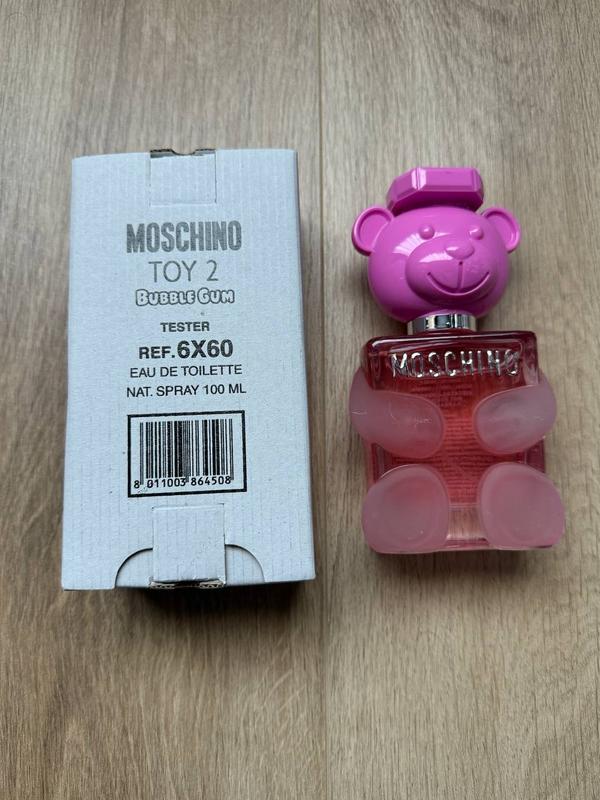 MOSCHINO
TOY 2
BUBBLE GUM
TESTER
REF.6X60
EAU DE TOILETTE
NAT. SPRAY 100 ML
8 011003 864508
MOSCHINO